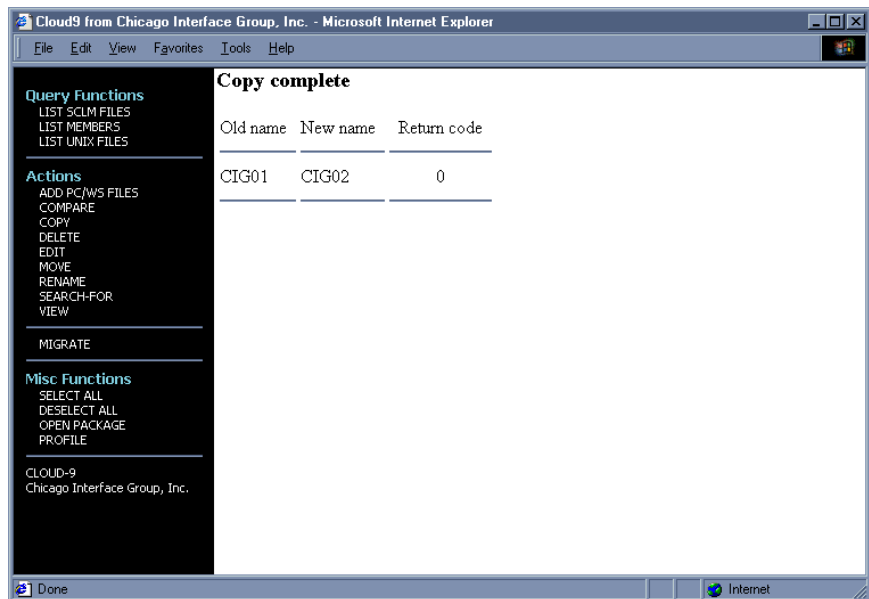 Cloud9 from Chicago Interface Group, Inc. - Microsoft Internet Explorer
File Edit View Favorites Tools Help
Query Functions
LIST SCLM FILES
LIST MEMBERS
LIST UNIX FILES
Actions
ADD PC/WS FILES
COMPARE
COPY
DELETE
EDIT
MOVE
RENAME
SEARCH-FOR
VIEW
MIGRATE
Misc Functions
SELECT ALL
DESELECT ALL
OPEN PACKAGE
PROFILE
CLOUD-9
Chicago Interface Group, Inc.
Copy complete
Old name New name Return code
CIG01 CIG02 0
Done Internet